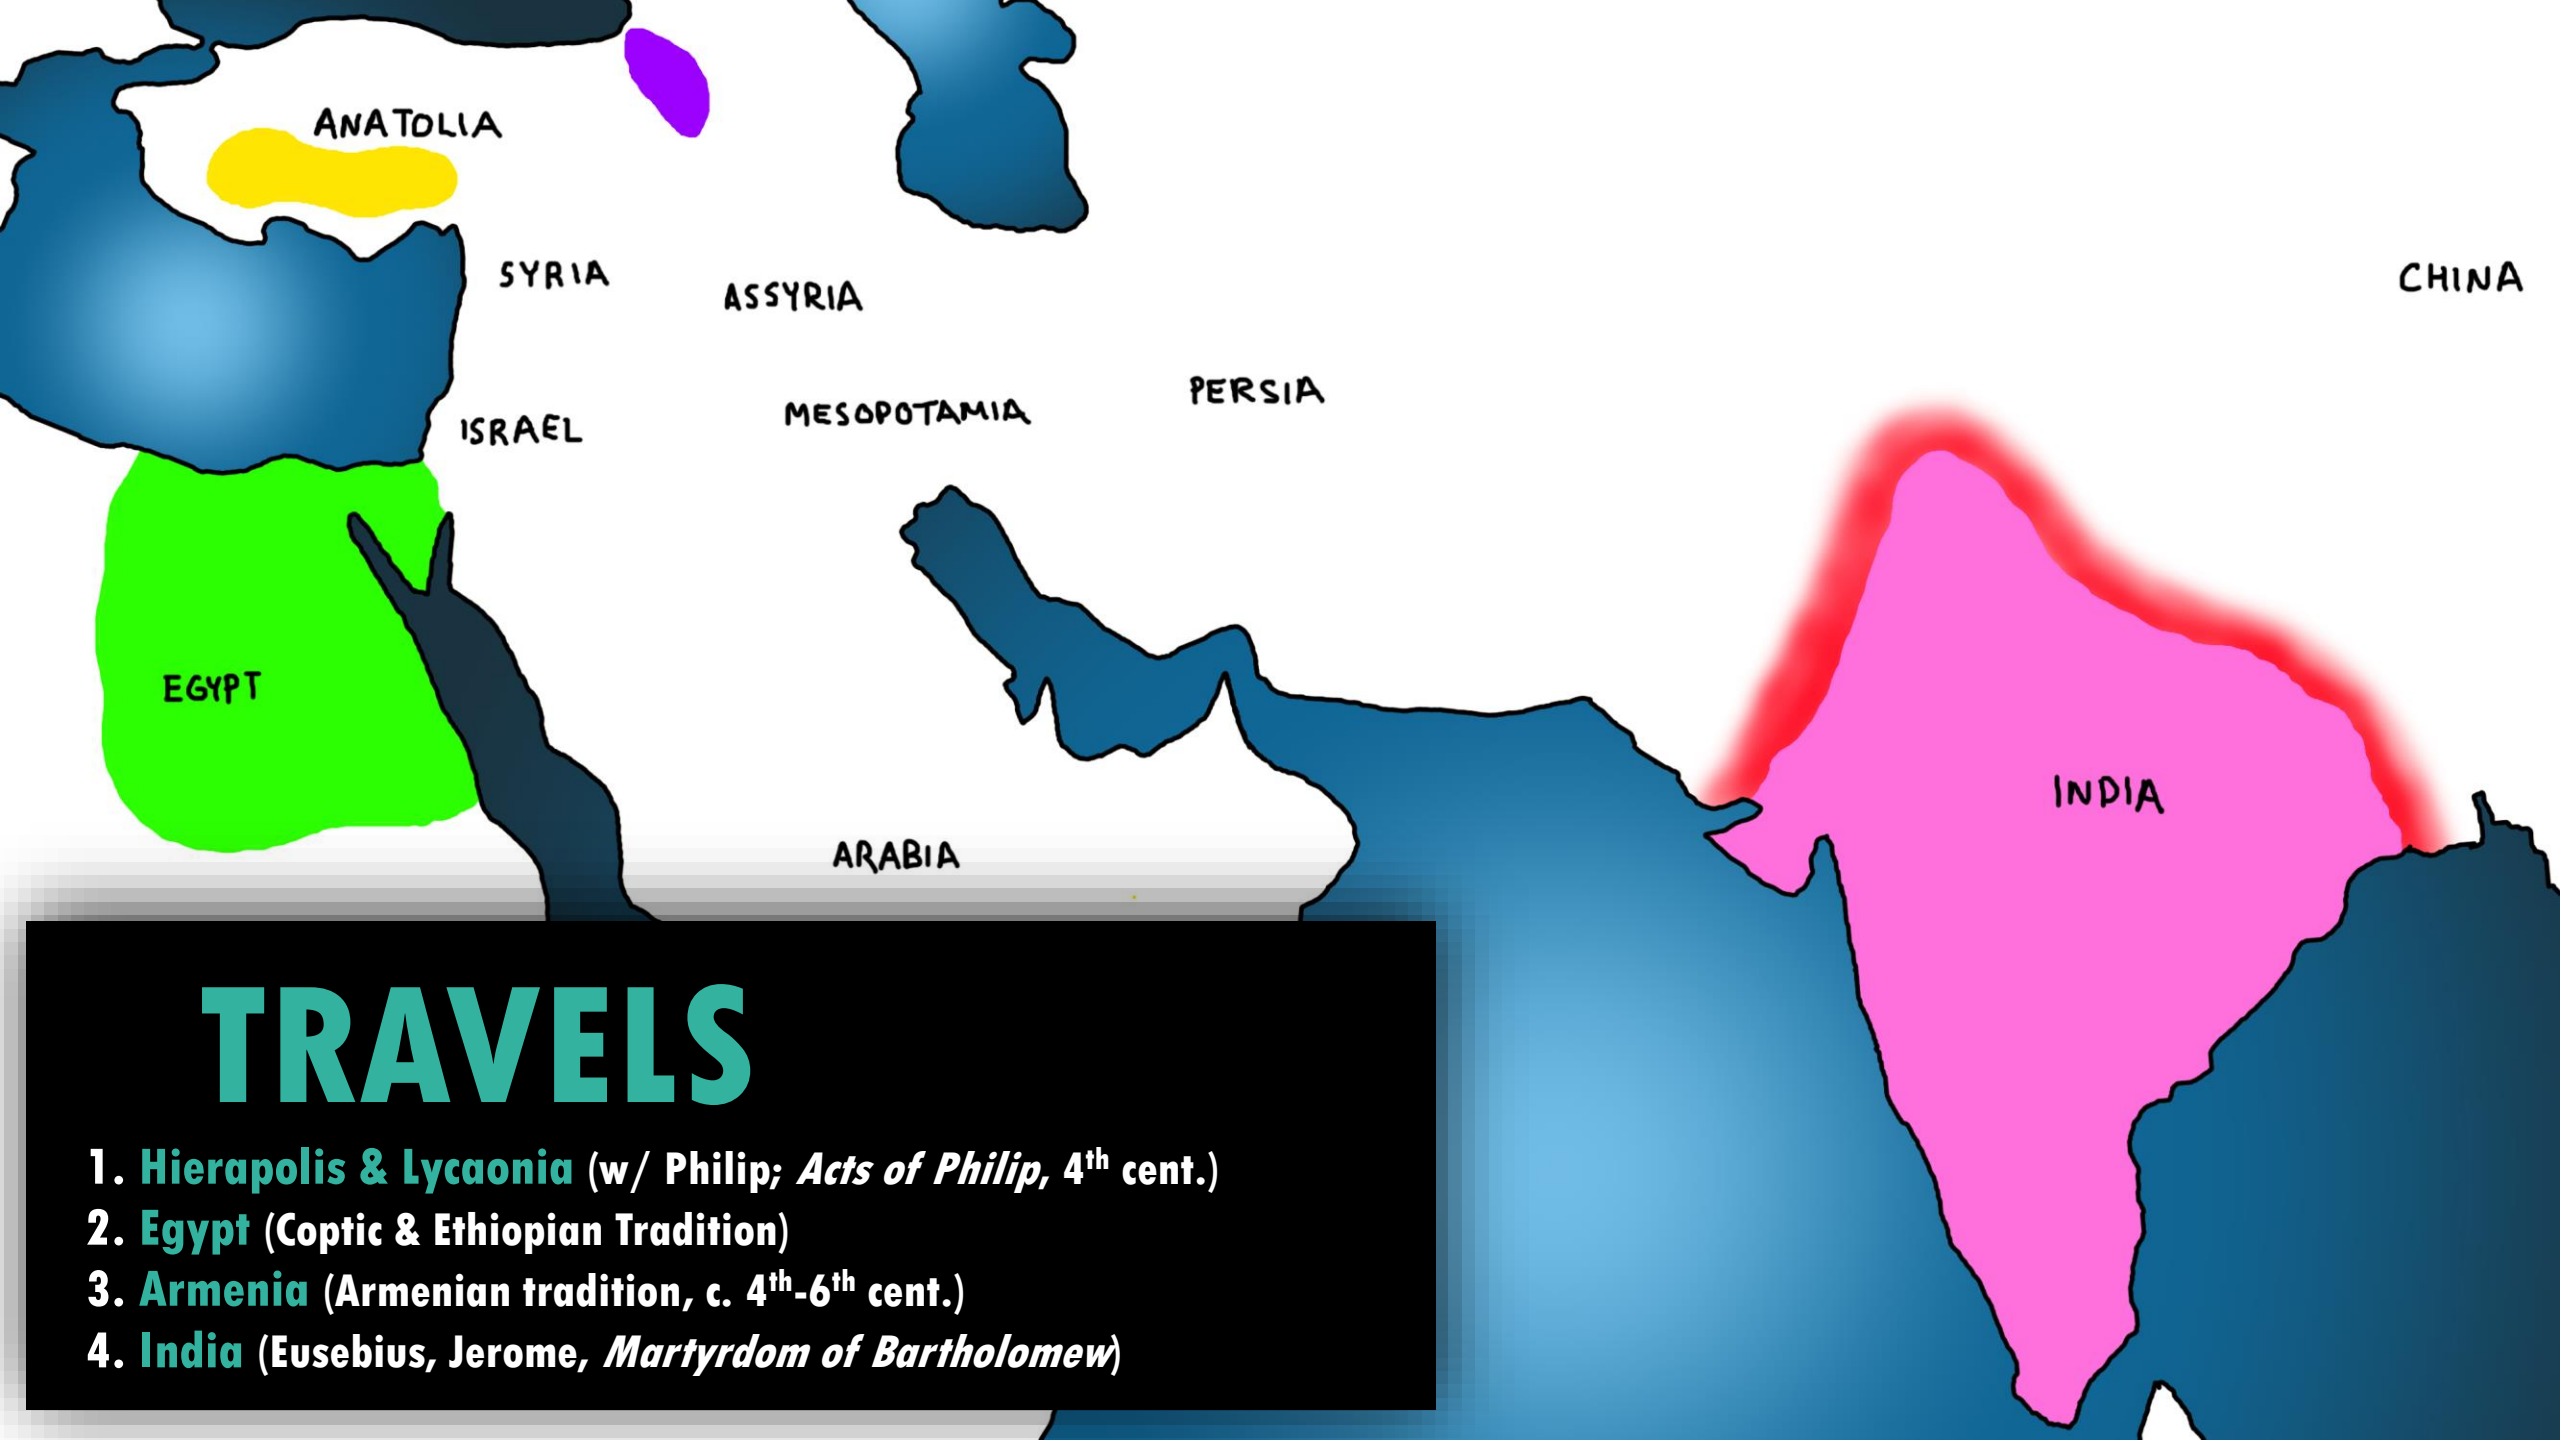 ANATOLIA
SYRIA
ASSYRIA
CHINA
PERSIA
MESOPOTAMIA
ISRAEL
EGYPT
INDIA
ARABIA
TRAVELS
1. Hierapolis & Lycaonia (w/ Philip; Acts of Philip, 4th cent.)
2. Egypt (Coptic & Ethiopian Tradition)
3. Armenia (Armenian tradition, c. 4th-6th cent.)
4. India (Eusebius, Jerome, Martyrdom of Bartholomew)